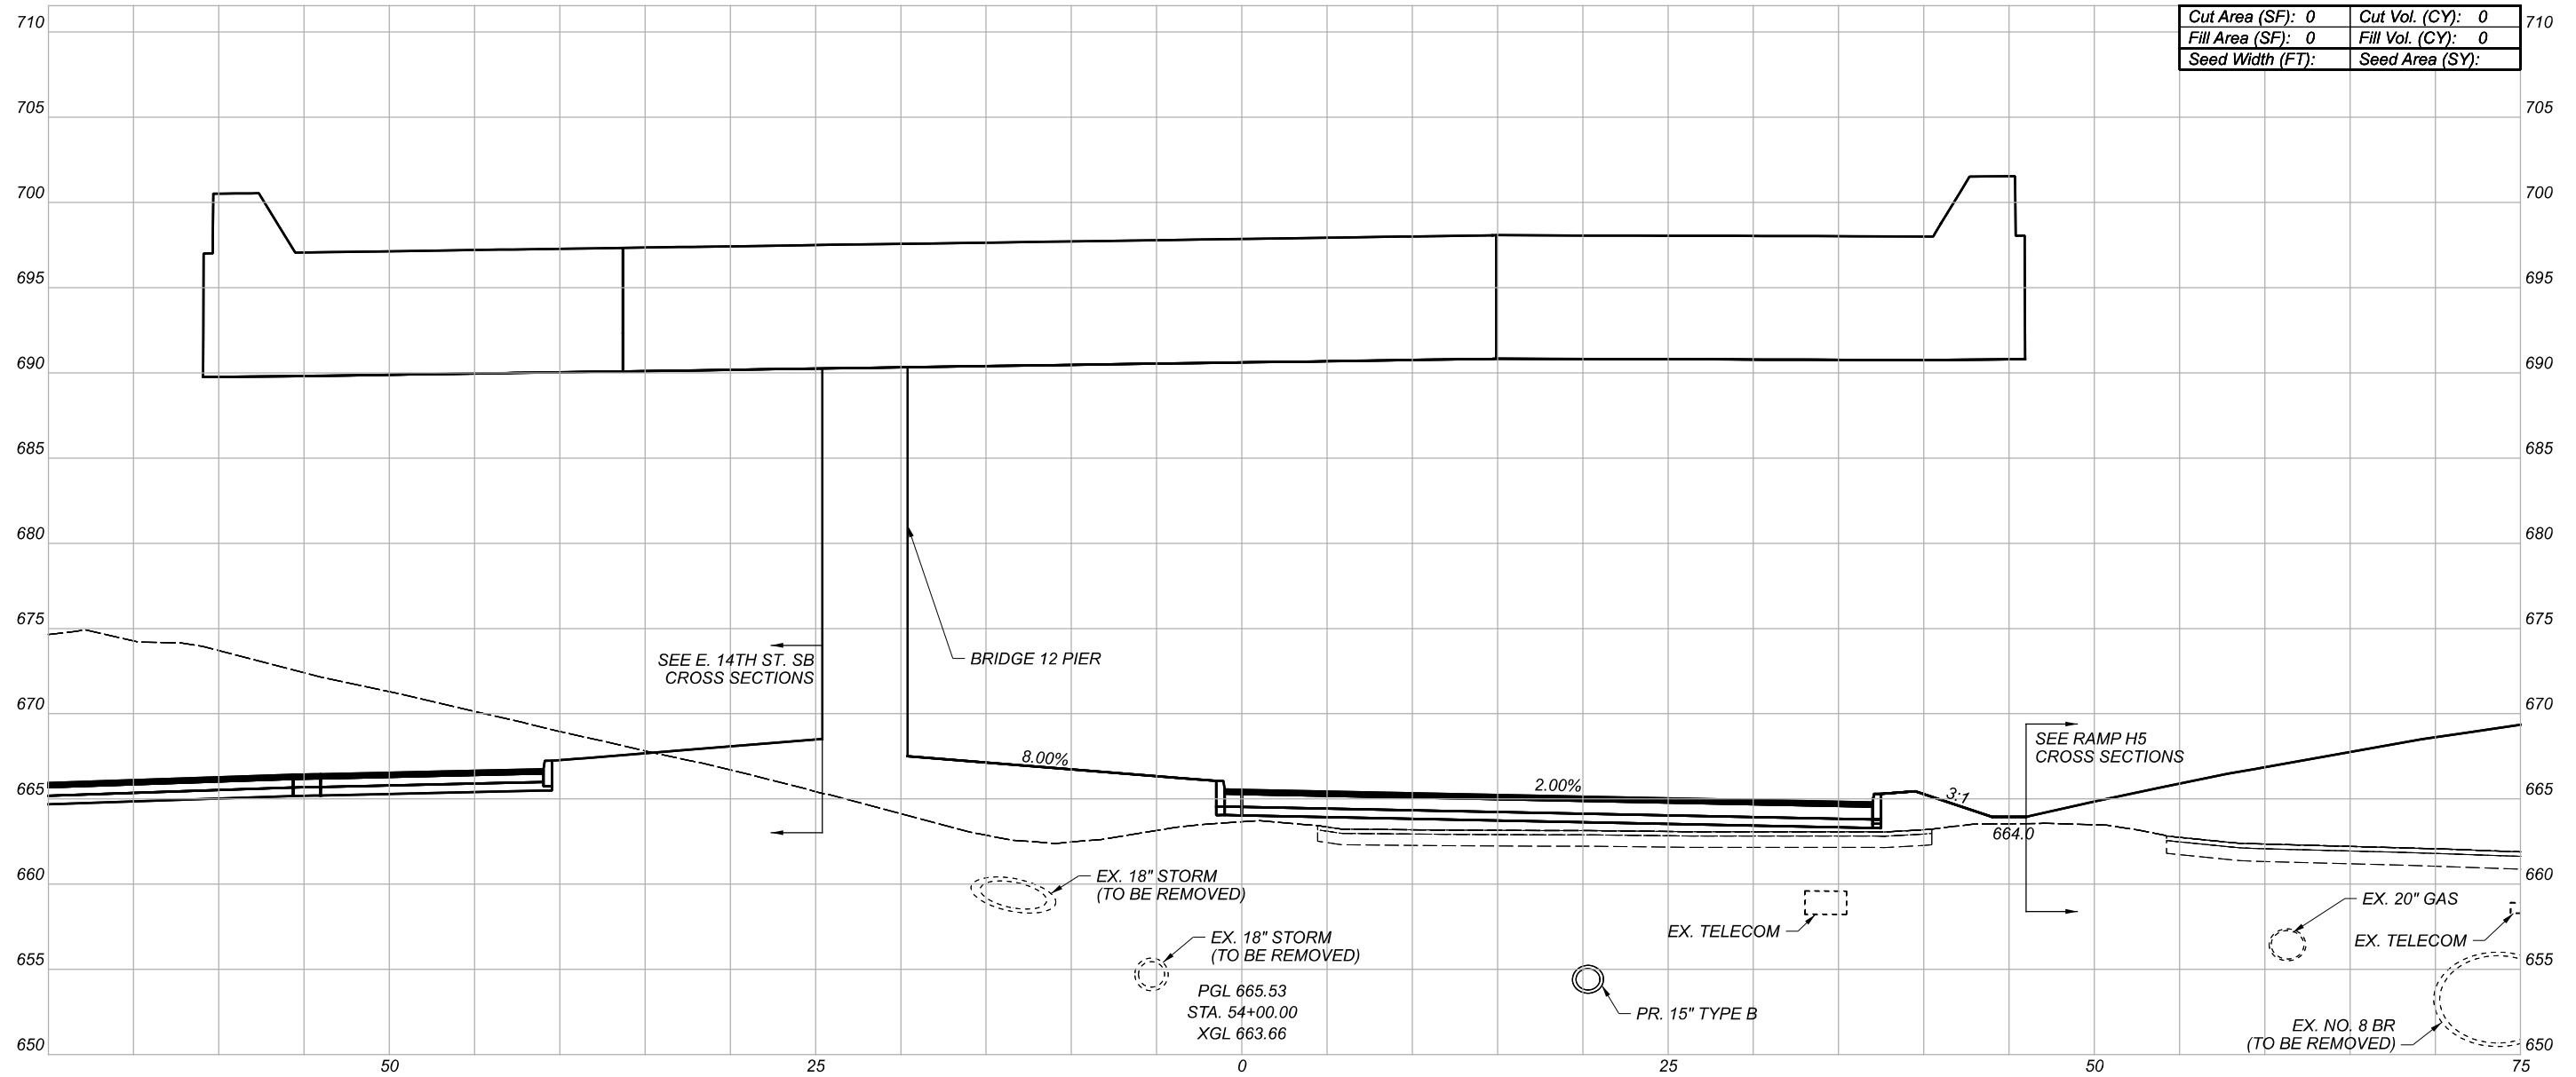 710
Cut Area (SF): 0 Cut Vol. (CY): 0
710
Fill Area (SF): 0 Fill Vol. (CY): 0
Seed Width (FT): Seed Area (SY):
705
705
700
700
695
695
690
690
685
685
680
680
675
675
SEE E. 14TH ST. SB
CROSS SECTIONS
BRIDGE 12 PIER
670
670
SEE RAMP H5
CROSS SECTIONS
8.00%
2.00%
3:1
665
665
664.0
660
660
EX. 18" STORM
(TO BE REMOVED)
EX. 20" GAS
EX. TELECOM
EX. 18" STORM
(TO BE REMOVED)
EX. TELECOM
655
655
PGL 665.53
STA. 54+00.00
XGL 663.66
PR. 15" TYPE B
EX. NO. 8 BR
(TO BE REMOVED)
650
650
50
25
0
25
50
75